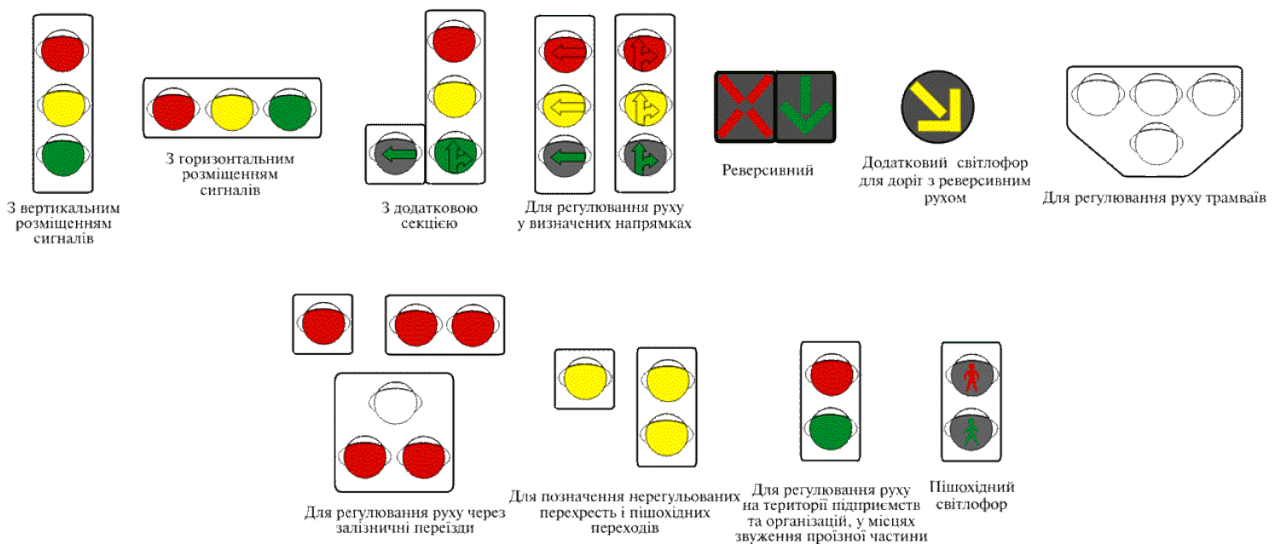 З вертикальним
розміщенням
сигналів
З горизонтальним
розміщенням
сигналів
З додатковою
секцією
Для регулювання руху
у визначених напрямках
Реверсивний
Додатковий світлофор
для доріг з реверсивним
рухом
Для регулювання руху трамваїв
Для регулювання руху через
залізничні переїзди
Для позначення нерегульованих
перехресть і пішохідних
переходів
Для регулювання руху
на території підприємств
та організацій, у місцях
звуження проїзної частини
Пішохідний
світлофор